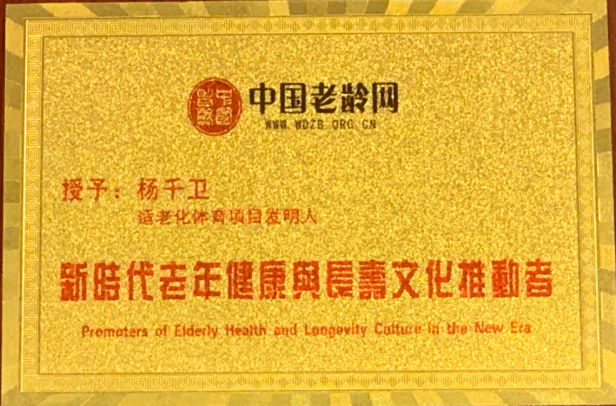 中国老龄网
WWW.WDZB.ORG.CN
授予：杨千卫
适老化体育项目发明人
新時代老年健康與長壽文化推動者
Promoters of Elderly Health and Longevity Culture in the New Era